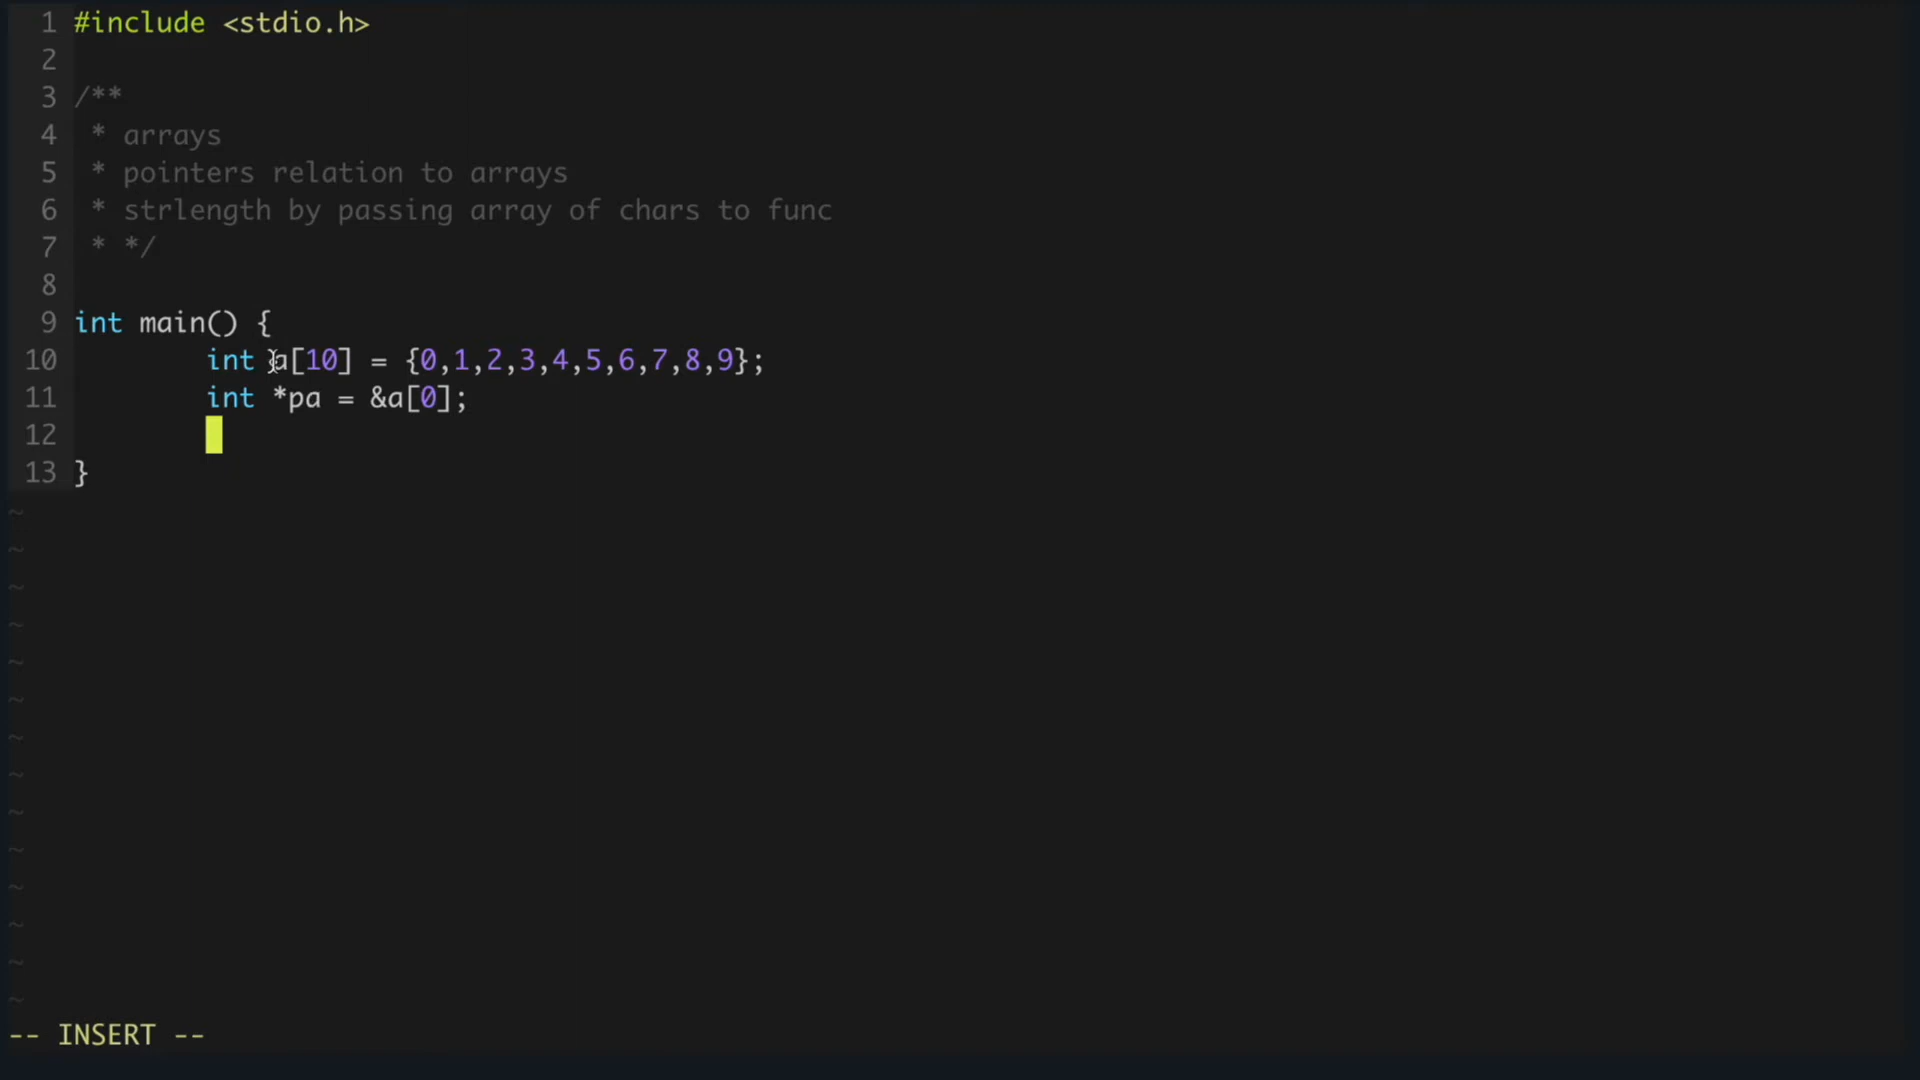 1 #include <stdio.h>
2
3 /**
4  * arrays
5  * pointers relation to arrays
6  * strlength by passing array of chars to func
7  * */
8
9 int main() {
10         int a[10] = {0,1,2,3,4,5,6,7,8,9};
11         int *pa = &a[0];
12
13 }
~
~
~
~
~
~
~
~
~
~
~
~
~
~
-- INSERT --